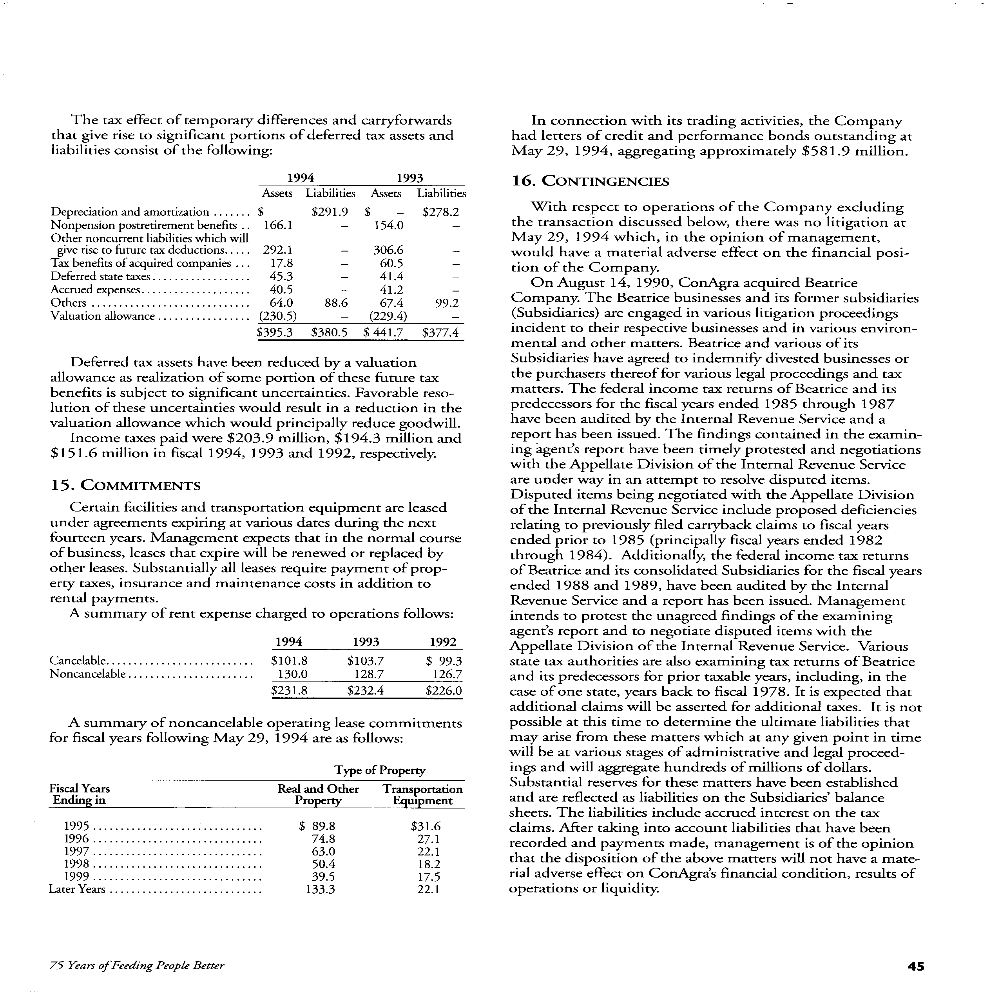 The tax effect of temporary differences and carryforwards
that give rise to significant portions of deferred tax assets and
liabilities consist of the following:
1994 1993
Assets Liabilities Assets Liabilities
Depreciation and amortization ....... $ $291.9 $ – $278.2
Nonpension postretirement benefits .. 166.1 – 154.0 –
Other noncurrent liabilities which will
give rise to future tax deductions..... 292.1 – 306.6 –
Tax benefits of acquired companies ... 17.8 – 60.5 –
Deferred state taxes.................. 45.3 – 41.4 –
Accrued expenses.................... 40.5 – 41.2 –
Others ............................. 64.0 88.6 67.4 99.2
Valuation allowance ................. (230.5) – (229.4) –
$395.3 $380.5 $441.7 $377.4
Deferred tax assets have been reduced by a valuation
allowance as realization of some portion of these future tax
benefits is subject to significant uncertainties. Favorable reso-
lution of these uncertainties would result in a reduction in the
valuation allowance which would principally reduce goodwill.
Income taxes paid were $203.9 million, $194.3 million and
$151.6 million in fiscal 1994, 1993 and 1992, respectively.
15. COMMITMENTS
Certain facilities and transportation equipment are leased
under agreements expiring at various dates during the next
fourteen years. Management expects that in the normal course
of business, leases that expire will be renewed or replaced by
other leases. Substantially all leases require payment of prop-
erty taxes, insurance and maintenance costs in addition to
rental payments.
A summary of rent expense charged to operations follows:
1994 1993 1992
Cancelable........................... $101.8 $103.7 $ 99.3
Noncancelable ....................... 130.0 128.7 126.7
$231.8 $232.4 $226.0
A summary of noncancelable operating lease commitments
for fiscal years following May 29, 1994 are as follows:
Type of Property
Fiscal Years Real and Other Transportation
Ending in Property Equipment
1995 ............................... $ 89.8 $31.6
1996 ............................... 74.8 27.1
1997 ............................... 63.0 22.1
1998 ............................... 50.4 18.2
1999 ............................... 39.5 17.5
Later Years ............................ 133.3 22.1
In connection with its trading activities, the Company
had letters of credit and performance bonds outstanding at
May 29, 1994, aggregating approximately $581.9 million.
16. CONTINGENCIES
With respect to operations of the Company excluding
the transaction discussed below, there was no litigation at
May 29, 1994 which, in the opinion of management,
would have a material adverse effect on the financial posi-
tion of the Company.
On August 14, 1990, ConAgra acquired Beatrice
Company. The Beatrice businesses and its former subsidiaries
(Subsidiaries) are engaged in various litigation proceedings
incident to their respective businesses and in various environ-
mental and other matters. Beatrice and various of its
Subsidiaries have agreed to indemnify divested businesses or
the purchasers thereof for various legal proceedings and tax
matters. The federal income tax returns of Beatrice and its
predecessors for the fiscal years ended 1985 through 1987
have been audited by the Internal Revenue Service and a
report has been issued. The findings contained in the examin-
ing agent's report have been timely protested and negotiations
with the Appellate Division of the Internal Revenue Service
are under way in an attempt to resolve disputed items.
Disputed items being negotiated with the Appellate Division
of the Internal Revenue Service include proposed deficiencies
relating to previously filed carryback claims to fiscal years
ended prior to 1985 (principally fiscal years ended 1982
through 1984). Additionally, the federal income tax returns
of Beatrice and its consolidated Subsidiaries for the fiscal years
ended 1988 and 1989, have been audited by the Internal
Revenue Service and a report has been issued. Management
intends to protest the unagreed findings of the examining
agent's report and to negotiate disputed items with the
Appellate Division of the Internal Revenue Service. Various
state tax authorities are also examining tax returns of Beatrice
and its predecessors for prior taxable years, including, in the
case of one state, years back to fiscal 1978. It is expected that
additional claims will be asserted for additional taxes. It is not
possible at this time to determine the ultimate liabilities that
may arise from these matters which at any given point in time
will be at various stages of administrative and legal proceed-
ings and will aggregate hundreds of millions of dollars.
Substantial reserves for these matters have been established
and are reflected as liabilities on the Subsidiaries' balance
sheets. The liabilities include accrued interest on the tax
claims. After taking into account liabilities that have been
recorded and payments made, management is of the opinion
that the disposition of the above matters will not have a mate-
rial adverse effect on ConAgra's financial condition, results of
operations or liquidity.
75 Years of Feeding People Better
45